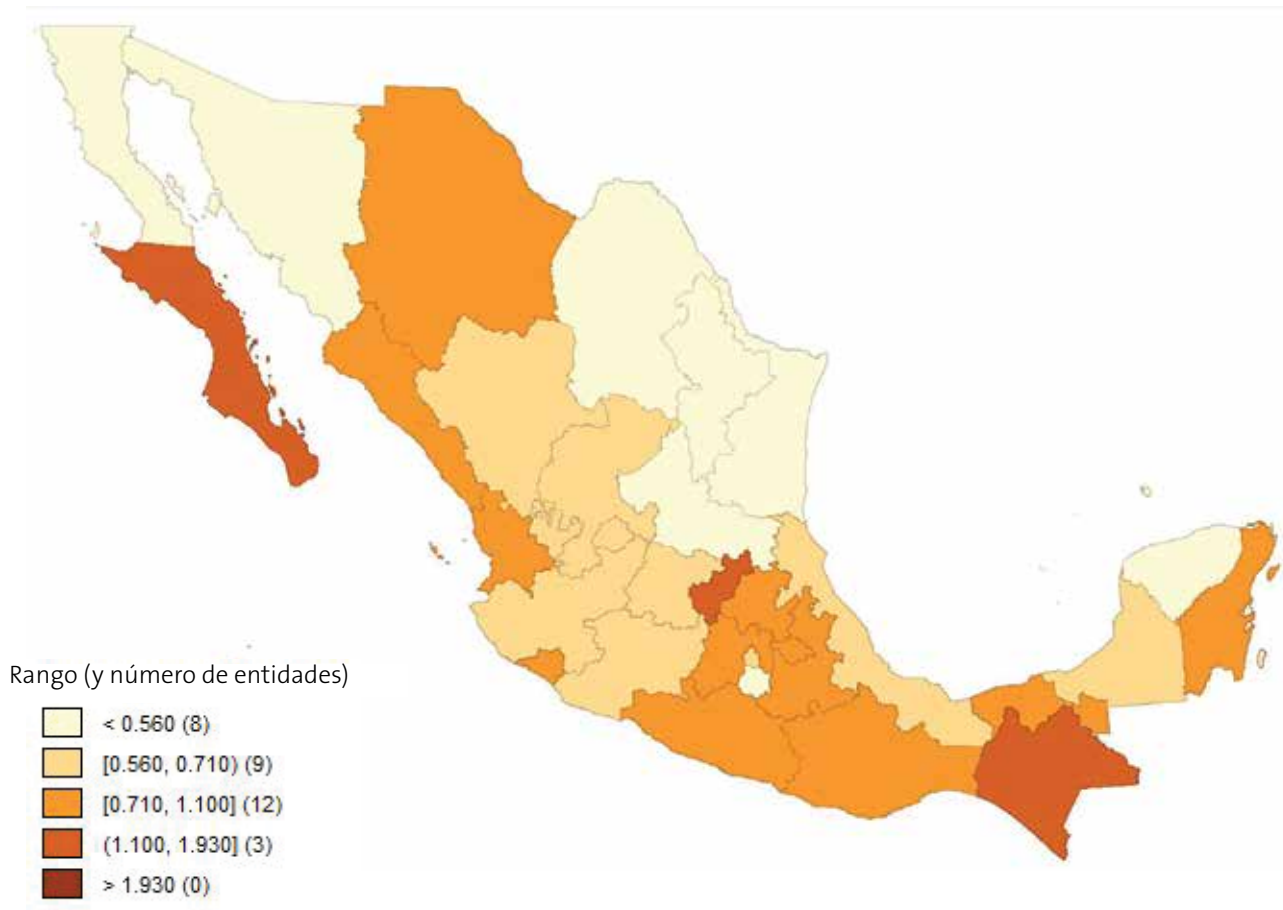 Rango (y número de entidades)
< 0.560 (8)
[0.560, 0.710) (9)
[0.710, 1.100] (12)
(1.100, 1.930] (3)
> 1.930 (0)